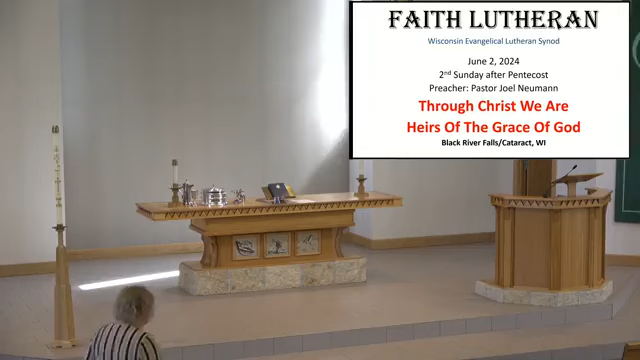 FAITH LUTHERAN
Wisconsin Evangelical Lutheran Synod
June 2, 2024
2nd Sunday after Pentecost
Preacher: Pastor Joel Neumann
Through Christ We Are
Heirs Of The Grace Of God
Black River Falls/Cataract, WI